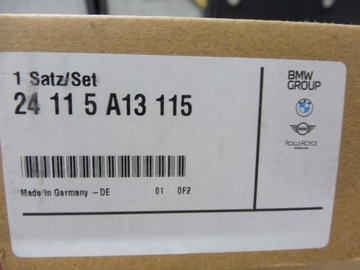 1 Satz/Set
24 11 5 A13 115
Made in Germany – DE 01 0F2
BMW
GROUP
ROLLS-ROYCE